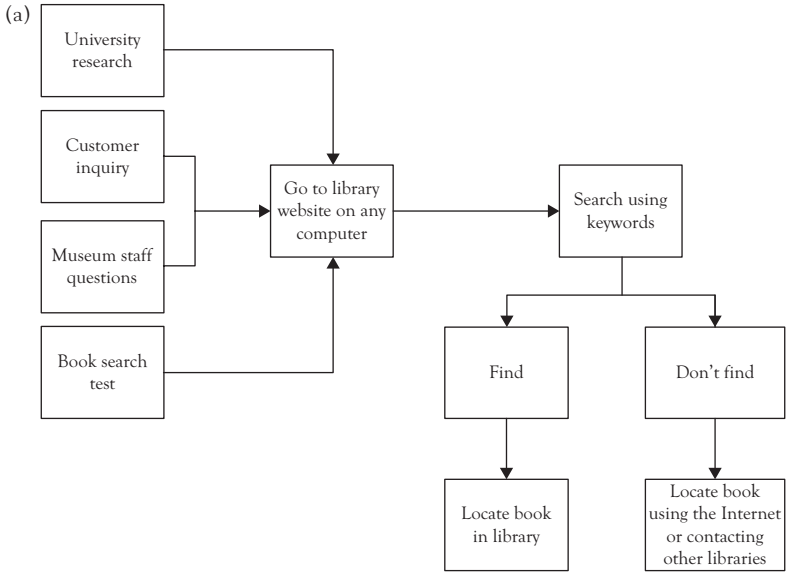 (a)
University
research
Customer
inquiry
Museum staff
questions
Book search
test
Go to library
website on any
computer
Search using
keywords
Find
Don't find
Locate book
in library
Locate book
using the Internet
or contacting
other libraries